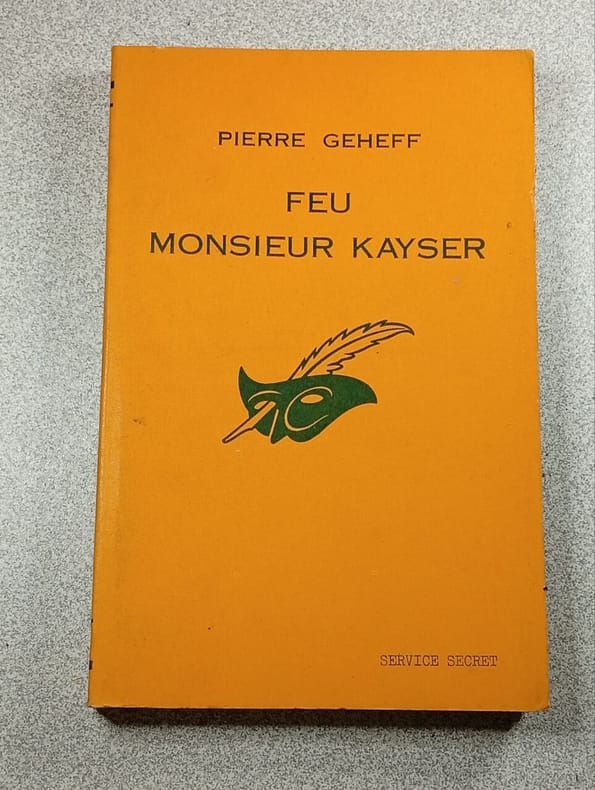 PIERRE GEHEFF
FEU
MONSIEUR KAYSER
SERVICE SECRET